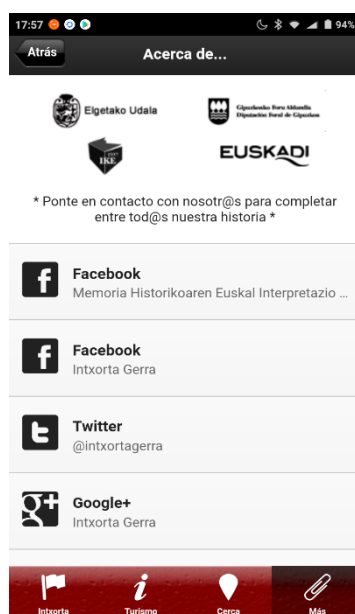 17:57
94%
Atrás
Acerca de...
Elgetako Udala
Gipuzkoako Foru Aldundia
Diputación Foral de Gipuzkoa
IKE
EUSKADI
* Ponte en contacto con nosotr@s para completar
entre tod@s nuestra historia *
Facebook
Memoria Historikoaren Euskal Interpretazio ...
Facebook
Intxorta Gerra
Twitter
@intxortagerra
Google+
Intxorta Gerra
Intxorta
Turismo
Cerca
Más